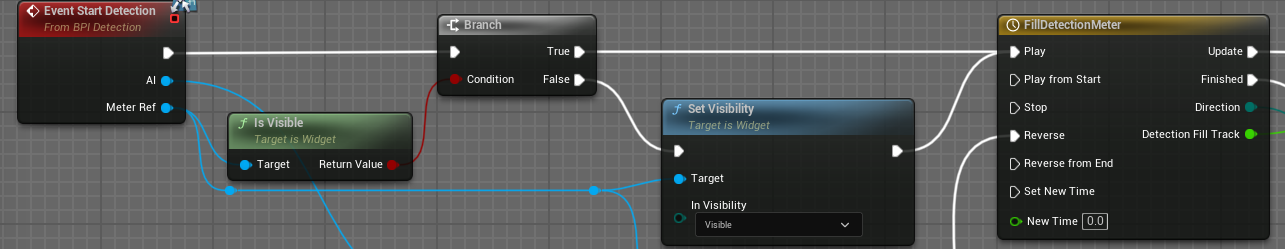 Event Start Detection
From BPI Detection
AI
Meter Ref
f Is Visible
Target is Widget
Target Return Value
Branch
True
Condition False
f Set Visibility
Target is Widget
Target
In Visibility
Visible
FillDetectionMeter
Play Update
Play from Start Finished
Stop Direction
Reverse Detection Fill Track
Reverse from End
Set New Time
New Time 0.0